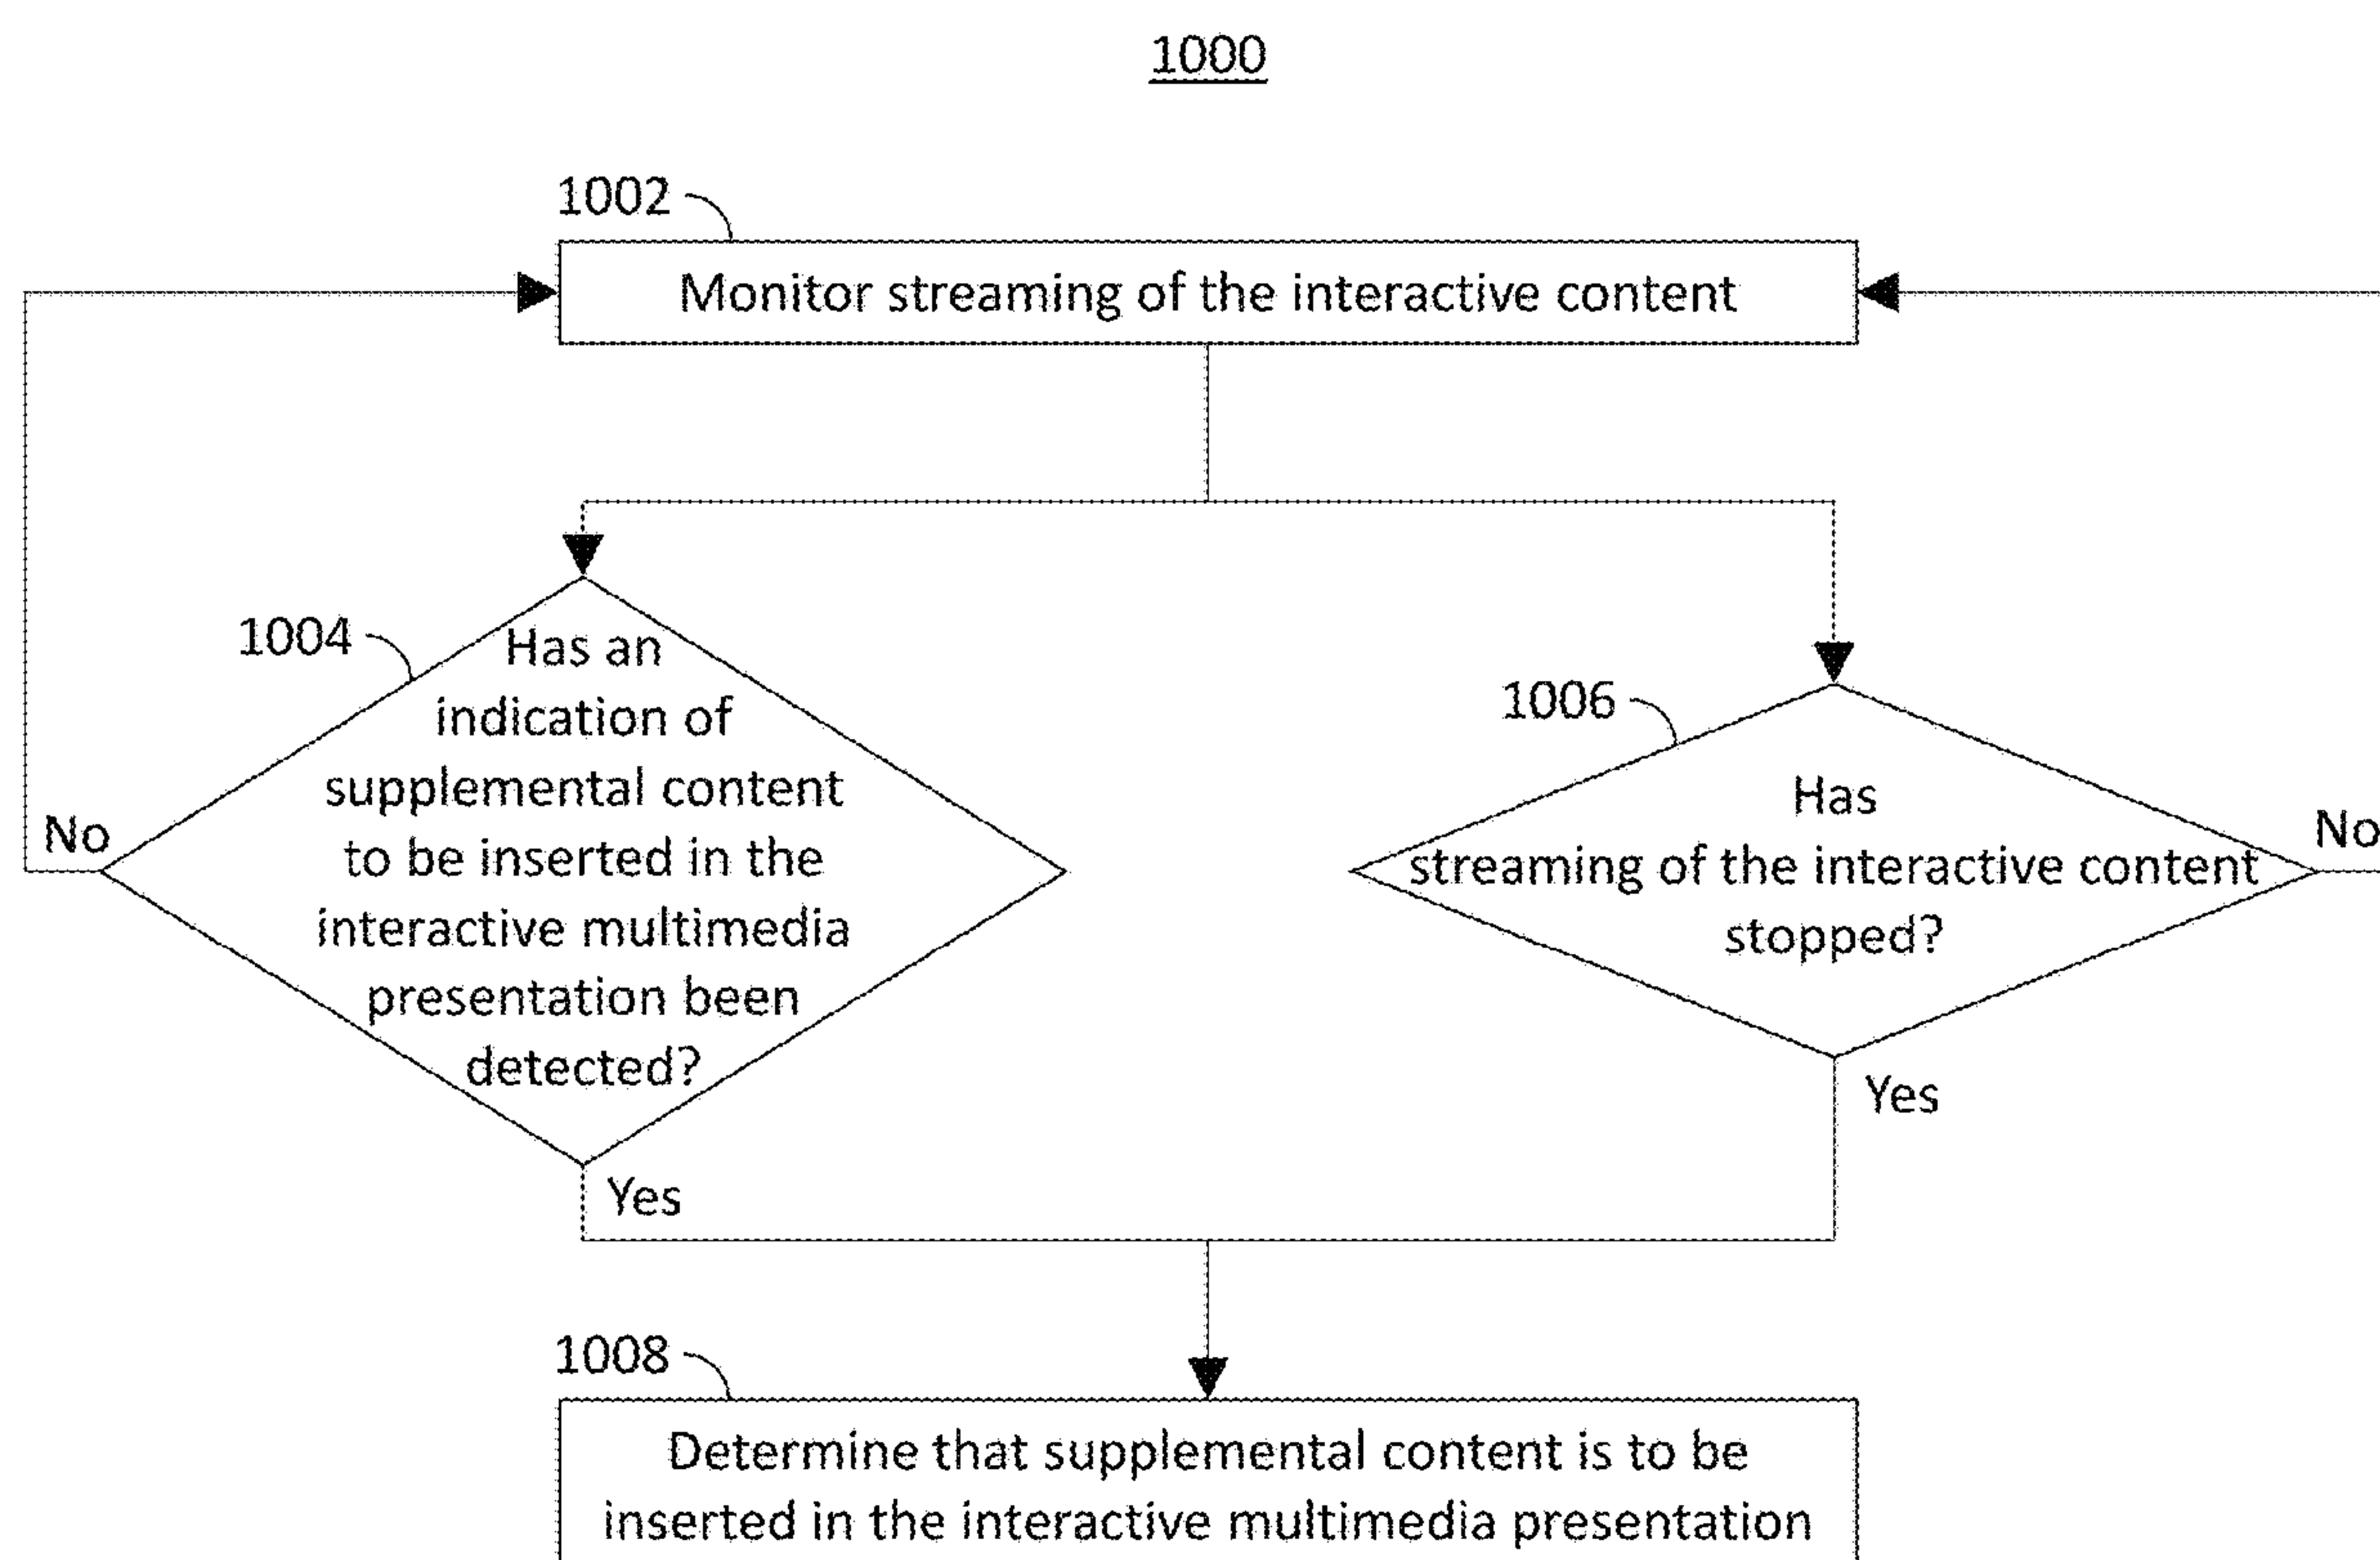 1000
1002
Monitor streaming of the interactive content
1004
Has an
indication of
supplemental content
to be inserted in the
interactive multimedia
presentation been
detected?
No
Yes
1006
Has
streaming of the interactive content
stopped?
No
Yes
1008
Determine that supplemental content is to be
inserted in the interactive multimedia presentation